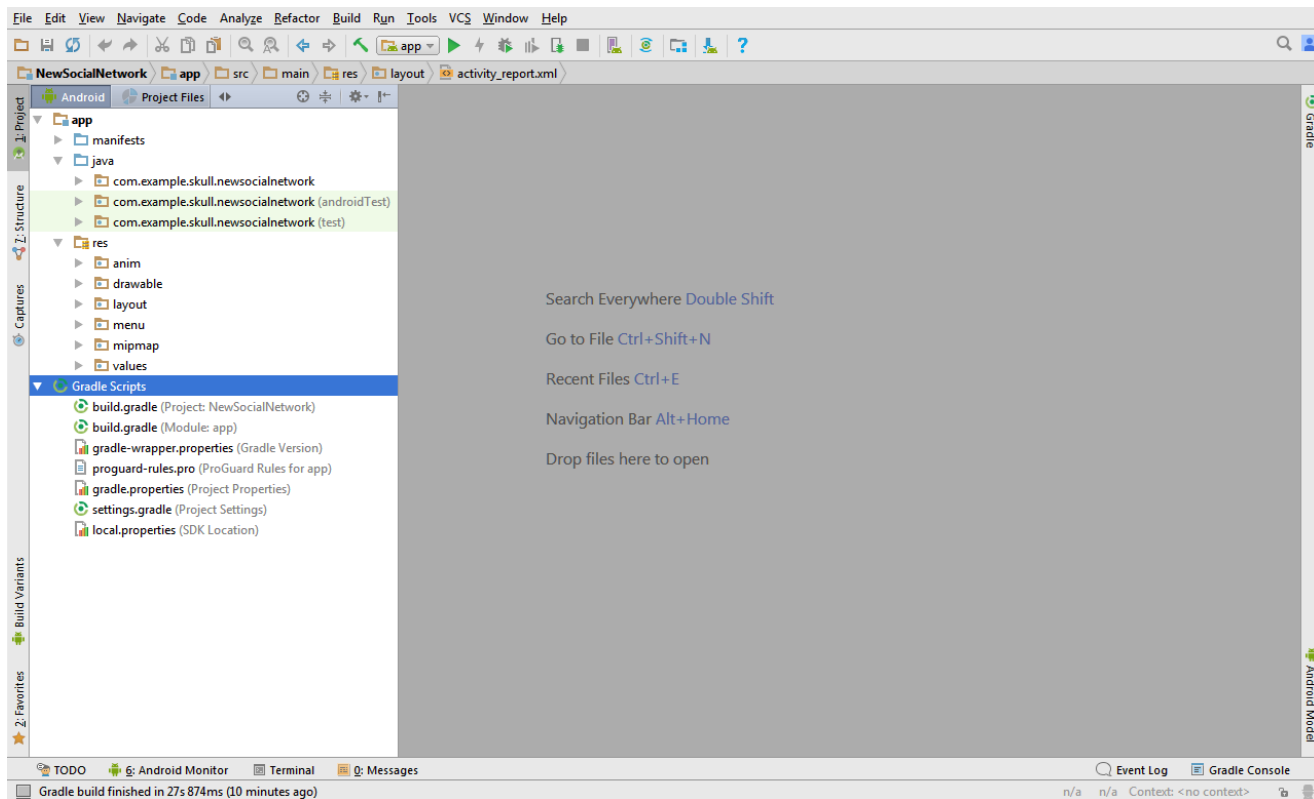 File Edit View Navigate Code Analyze Refactor Build Run Tools VCS Window Help
app
NewSocialNetwork app src main res layout activity_report.xml
Android Project Files
1: Project
7: Structure
Captures
Build Variants
2: Favorites
app
manifests
java
com.example.skull.newsocialnetwork
com.example.skull.newsocialnetwork (androidTest)
com.example.skull.newsocialnetwork (test)
res
anim
drawable
layout
menu
mipmap
values
Gradle Scripts
build.gradle (Project: NewSocialNetwork)
build.gradle (Module: app)
gradle-wrapper.properties (Gradle Version)
proguard-rules.pro (ProGuard Rules for app)
gradle.properties (Project Properties)
settings.gradle (Project Settings)
local.properties (SDK Location)
Search Everywhere Double Shift
Go to File Ctrl+Shift+N
Recent Files Ctrl+E
Navigation Bar Alt+Home
Drop files here to open
Gradle
Android Model
TODO 6: Android Monitor Terminal 0: Messages Event Log Gradle Console
Gradle build finished in 27s 874ms (10 minutes ago) n/a n/a Context: <no context>